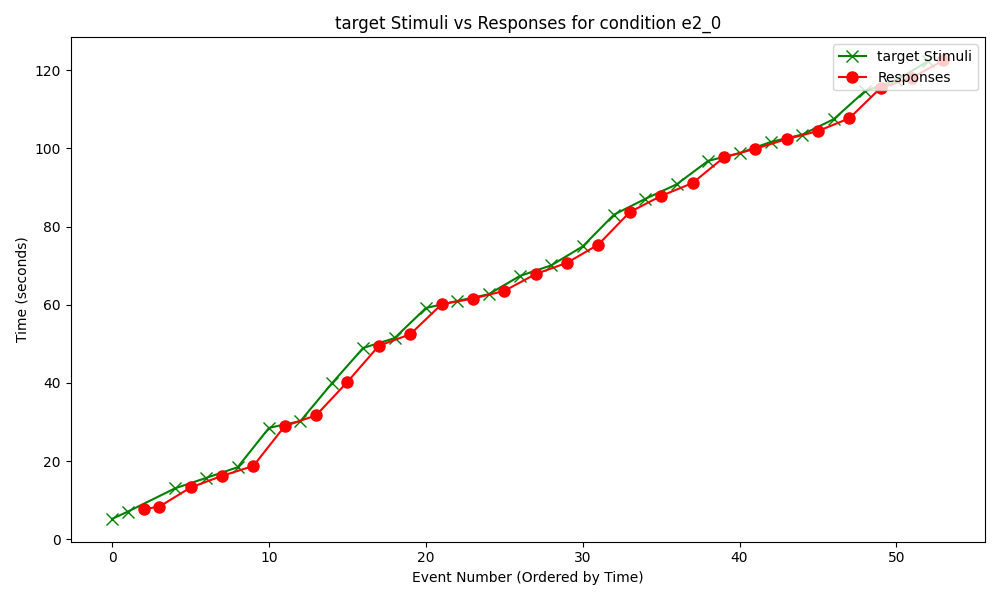 target Stimuli vs Responses for condition e2_0
target Stimuli
Responses
Time (seconds)
120
100
80
60
40
20
0
0 10 20 30 40 50
Event Number (Ordered by Time)